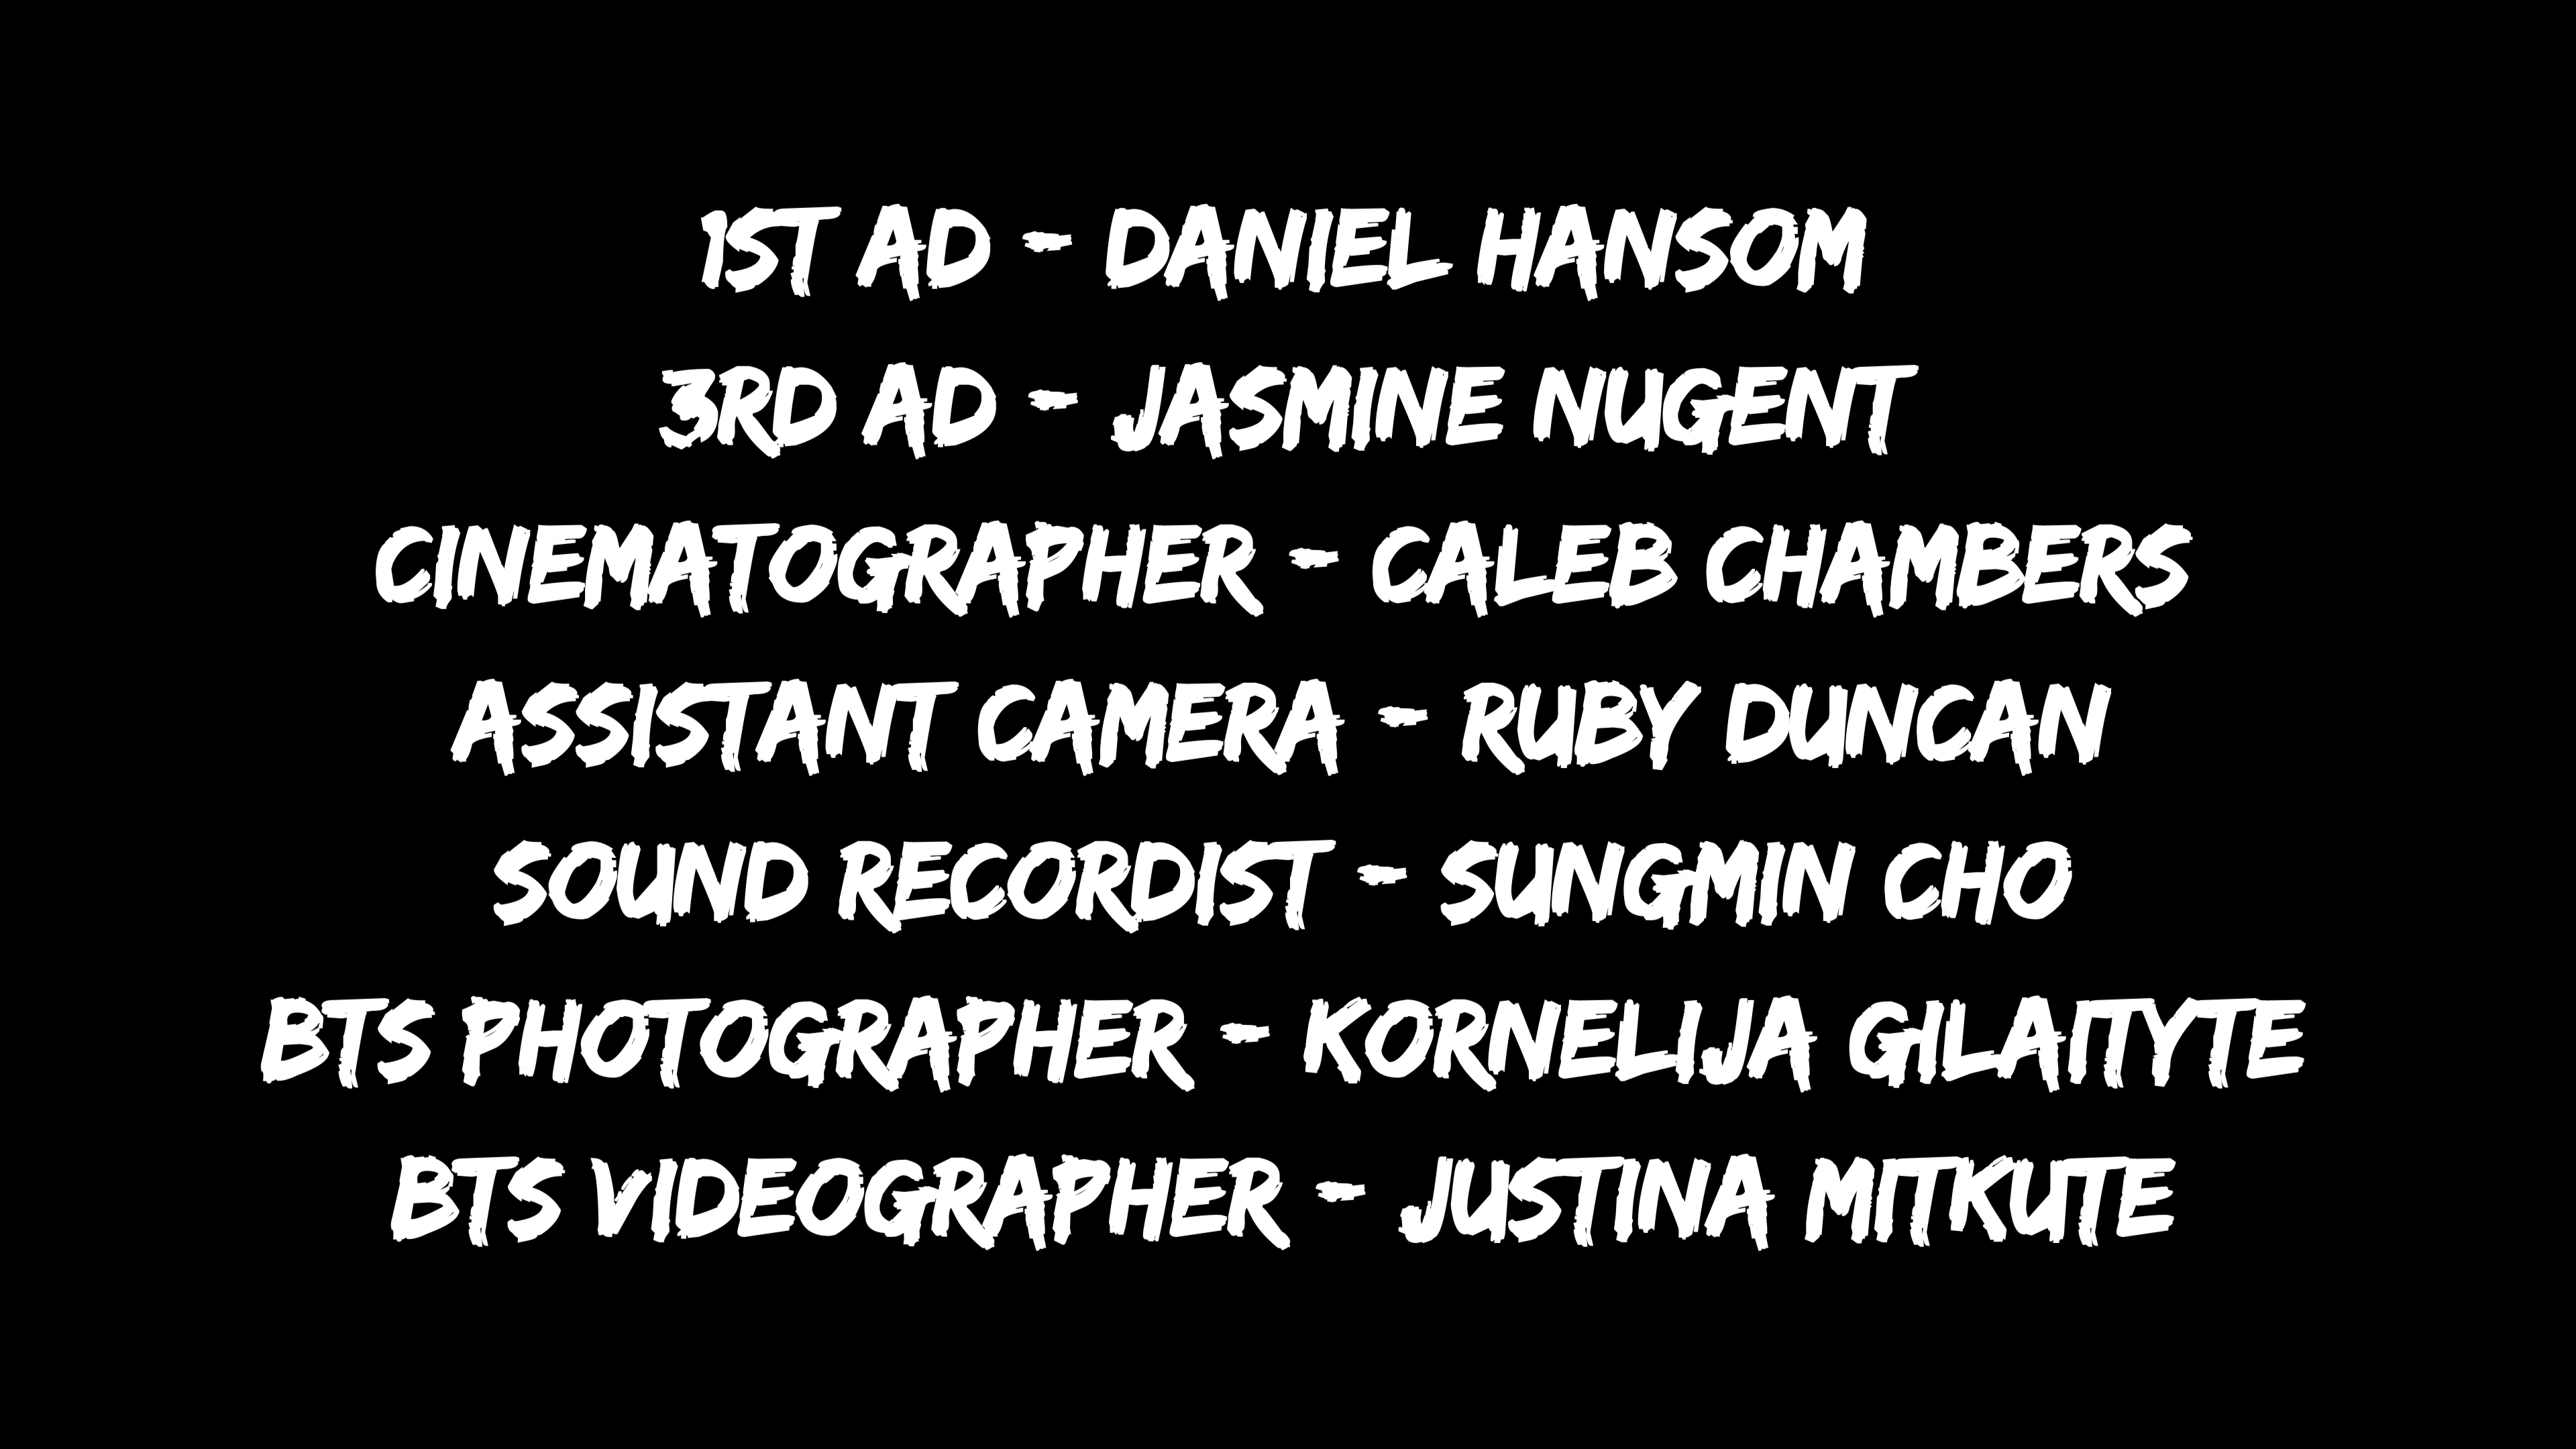 1ST AD - DANIEL HANSOM
3RD AD - JASMINE NUGENT
CINEMATOGRAPHER - CALEB CHAMBERS
ASSISTANT CAMERA - RUBY DUNCAN
SOUND RECORDIST - SUNGMIN CHO
BTS PHOTOGRAPHER - KORNELIJA GILAITYTE
BTS VIDEOGRAPHER - JUSTINA MITKUTE